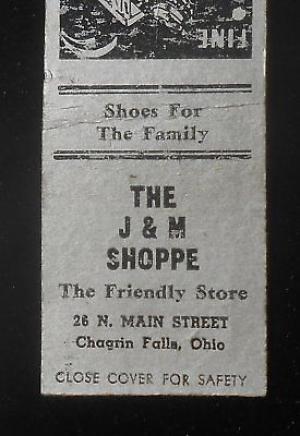 FINE
Shoes For
The Family
THE
J & M
SHOPPE
The Friendly Store
26 N. MAIN STREET
Chagrin Falls, Ohio
CLOSE COVER FOR SAFETY